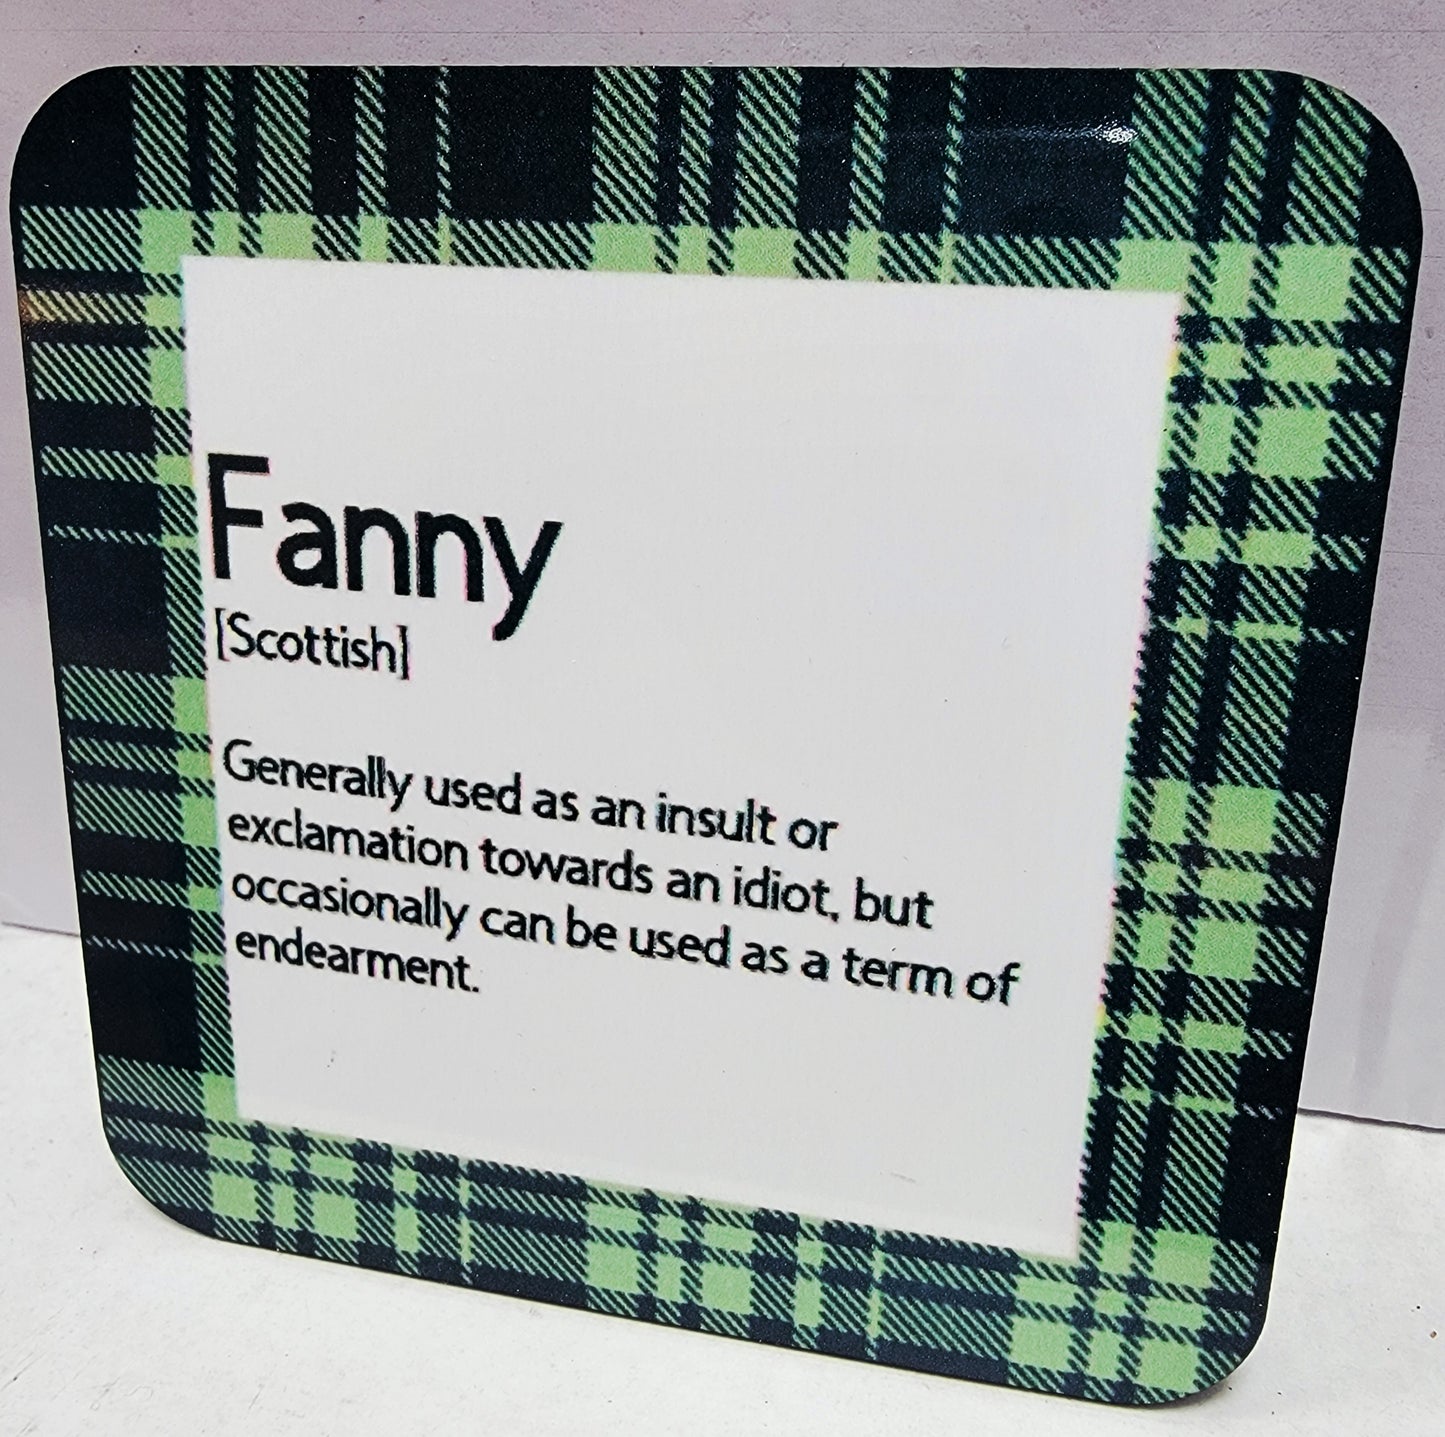 Fanny
[Scottish]
Generally used as an insult or
exclamation towards an idiot, but
occasionally can be used as a term of
endearment.